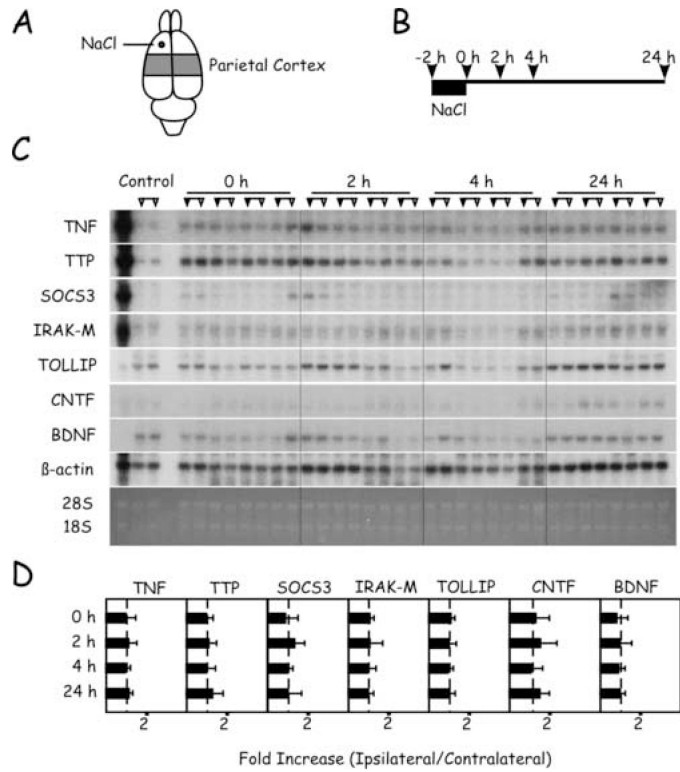 A
NaCl
Parietal Cortex
B
-2 h 0 h 2 h 4 h 24 h
NaCl
C
Control 0 h 2 h 4 h 24 h
TNF
TTP
SOCS3
IRAK-M
TOLLIP
CNTF
BDNF
ß-actin
28S
18S
D
TNF TTP SOCS3 IRAK-M TOLLIP CNTF BDNF
0 h
2 h
4 h
24 h
2 2 2 2 2 2 2
Fold Increase (Ipsilateral/Contralateral)